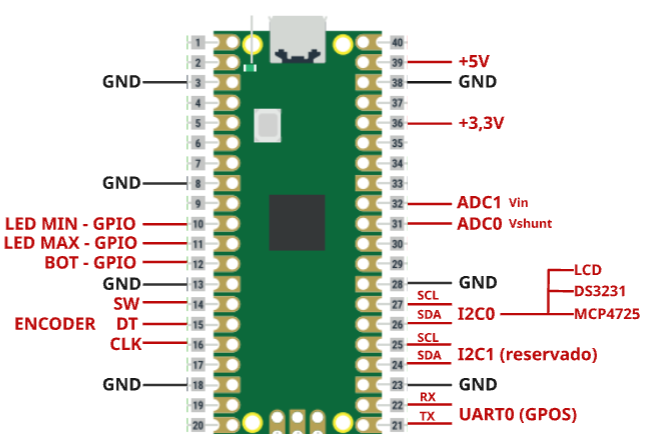 1 40
2 39 +5V
GND 3 38 GND
4 37
5 36 +3,3V
6 35
7 34
GND 8 33
9 32 ADC1 Vin
LED MIN - GPIO 10 31 ADC0 Vshunt
LED MAX - GPIO 11 30
BOT - GPIO 12 29
GND 13 28 GND
SW 14 27 SCL
ENCODER DT 15 26 SDA I2C0
LCD
DS3231
MCP4725
CLK 16 25 SCL
17 24 SDA I2C1 (reservado)
GND 18 23 GND
19 22 RX
20 21 TX UART0 (GPOS)